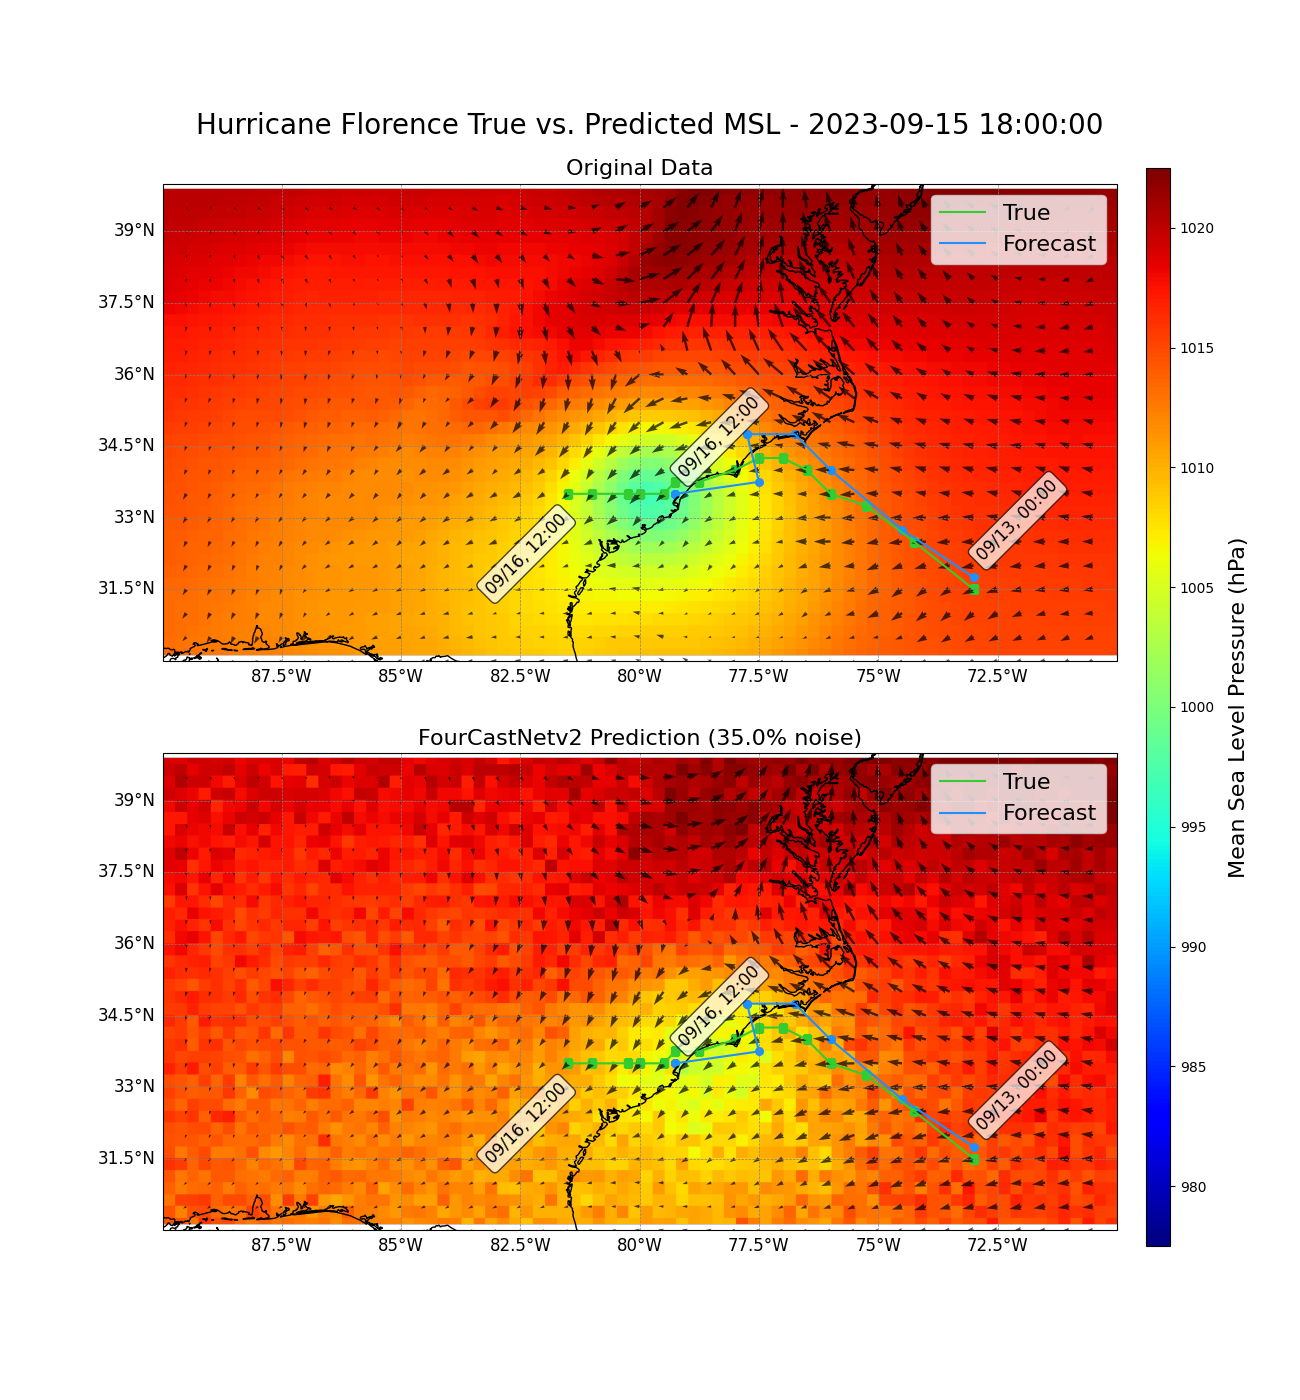 Hurricane Florence True vs. Predicted MSL - 2023-09-15 18:00:00
Original Data
True
Forecast
39°N
37.5°N
36°N
34.5°N
33°N
31.5°N
09/16, 12:00
09/16, 12:00
09/13, 00:00
87.5°W 85°W 82.5°W 80°W 77.5°W 75°W 72.5°W
FourCastNetv2 Prediction (35.0% noise)
True
Forecast
39°N
37.5°N
36°N
34.5°N
33°N
31.5°N
09/16, 12:00
09/16, 12:00
09/13, 00:00
87.5°W 85°W 82.5°W 80°W 77.5°W 75°W 72.5°W
1020
1015
1010
1005
1000
995
990
985
980
Mean Sea Level Pressure (hPa)